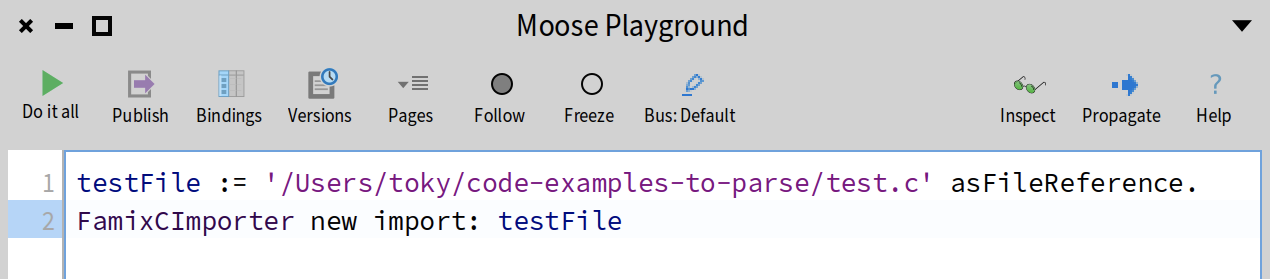 Moose Playground
Do it all Publish Bindings Versions Pages Follow Freeze Bus: Default Inspect Propagate Help
1 testFile := '/Users/toky/code-examples-to-parse/test.c' asFileReference.
2 FamixCImporter new import: testFile